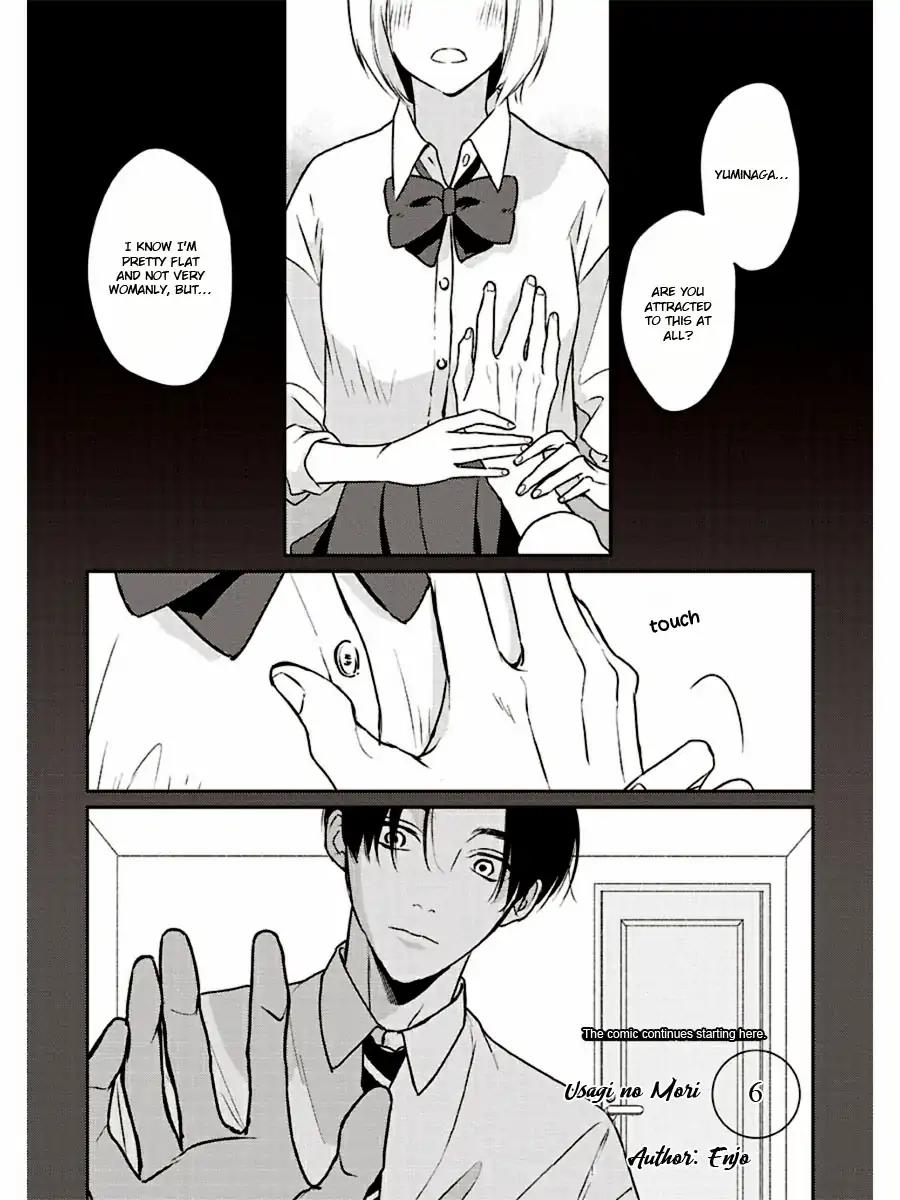 YUMINAGA...
ARE YOU
ATTRACTED
TO THIS AT
ALL?
I KNOW I'M
PRETTY FLAT
AND NOT VERY
WOMANLY, BUT...
touch
The comic continues starting here.
Usagi no Mori
6
Author: Enjo